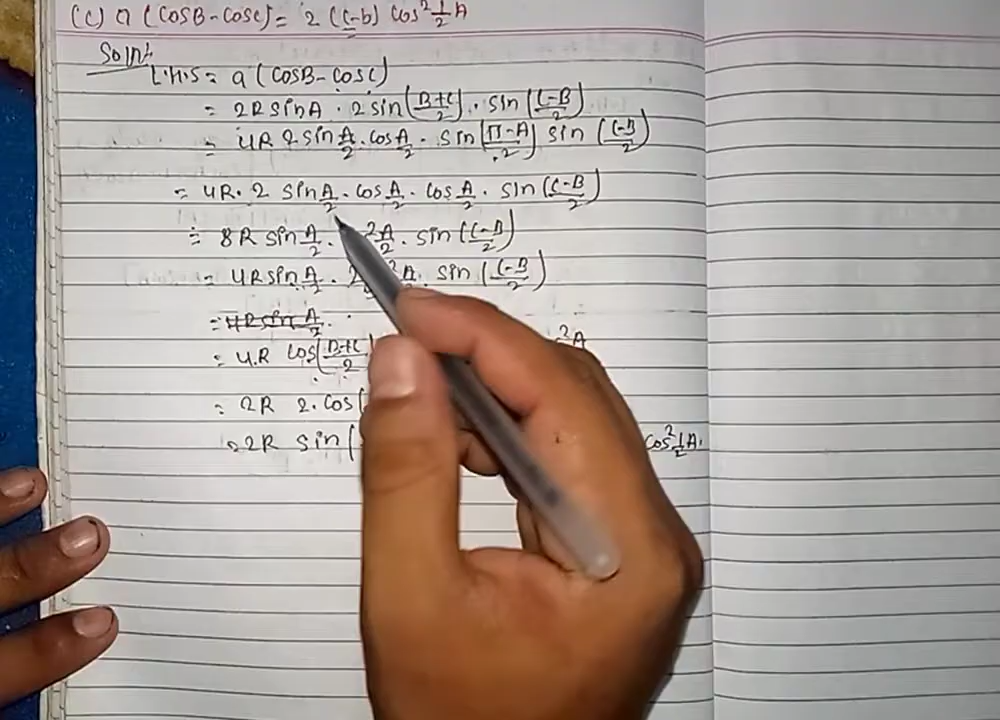 (c) a (cosB-cosc) = 2 (c-b) cos² 1/2 A
Soln:
L.H.S = a (cosB-cosc)
= 2R sinA . 2 sin(B+C/2) . sin(C-B/2)
= 4R 2 sin A/2 . cos A/2 . sin(π-A/2) sin (C-B/2)
= 4R. 2 sin A/2 . cos A/2 . cos A/2 . sin (C-B/2)
= 8R sin A/2 . ²A/2 . sin (C-B/2)
= 4R sin A/2 . 2 ²A/2 . sin (C-B/2)
= 4R sin A/2 .
= 4.R cos(B+C/2) ²A
= 2R 2. cos(
= 2R sin ( cos² 1/2 A.